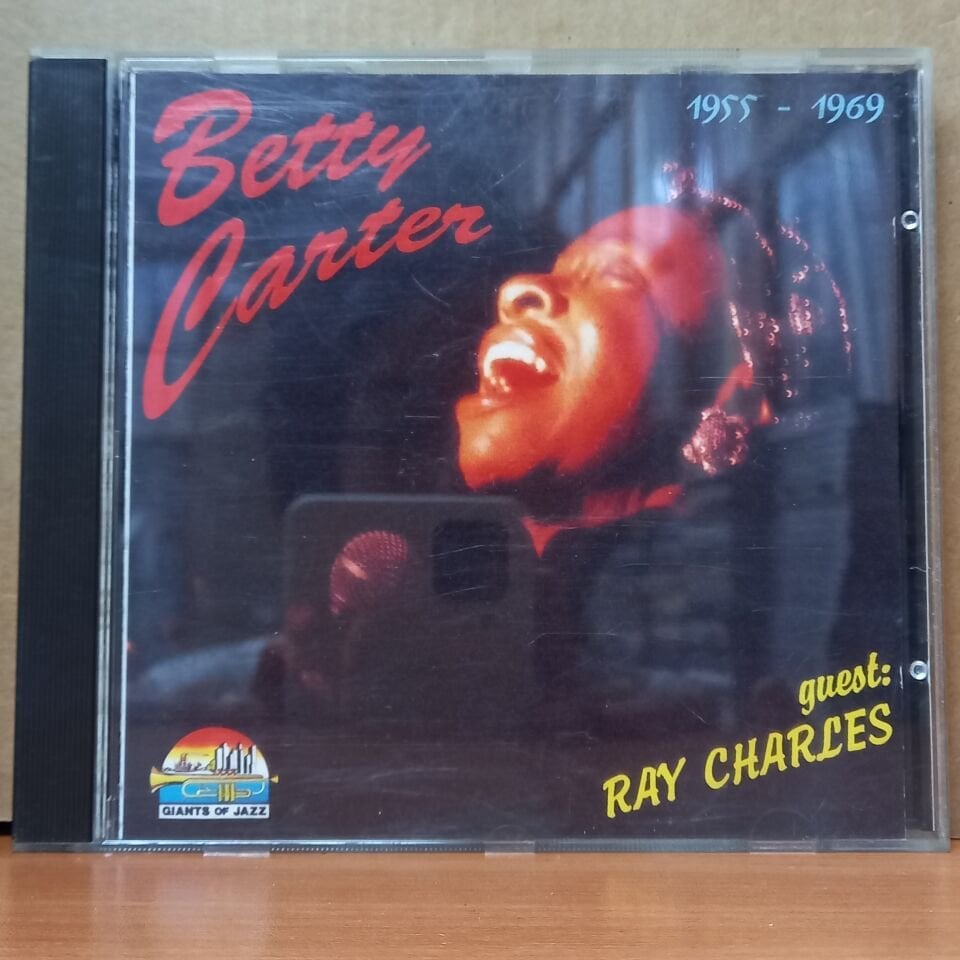 Betty
Carter
1955 - 1969
guest:
RAY CHARLES
GIANTS OF JAZZ